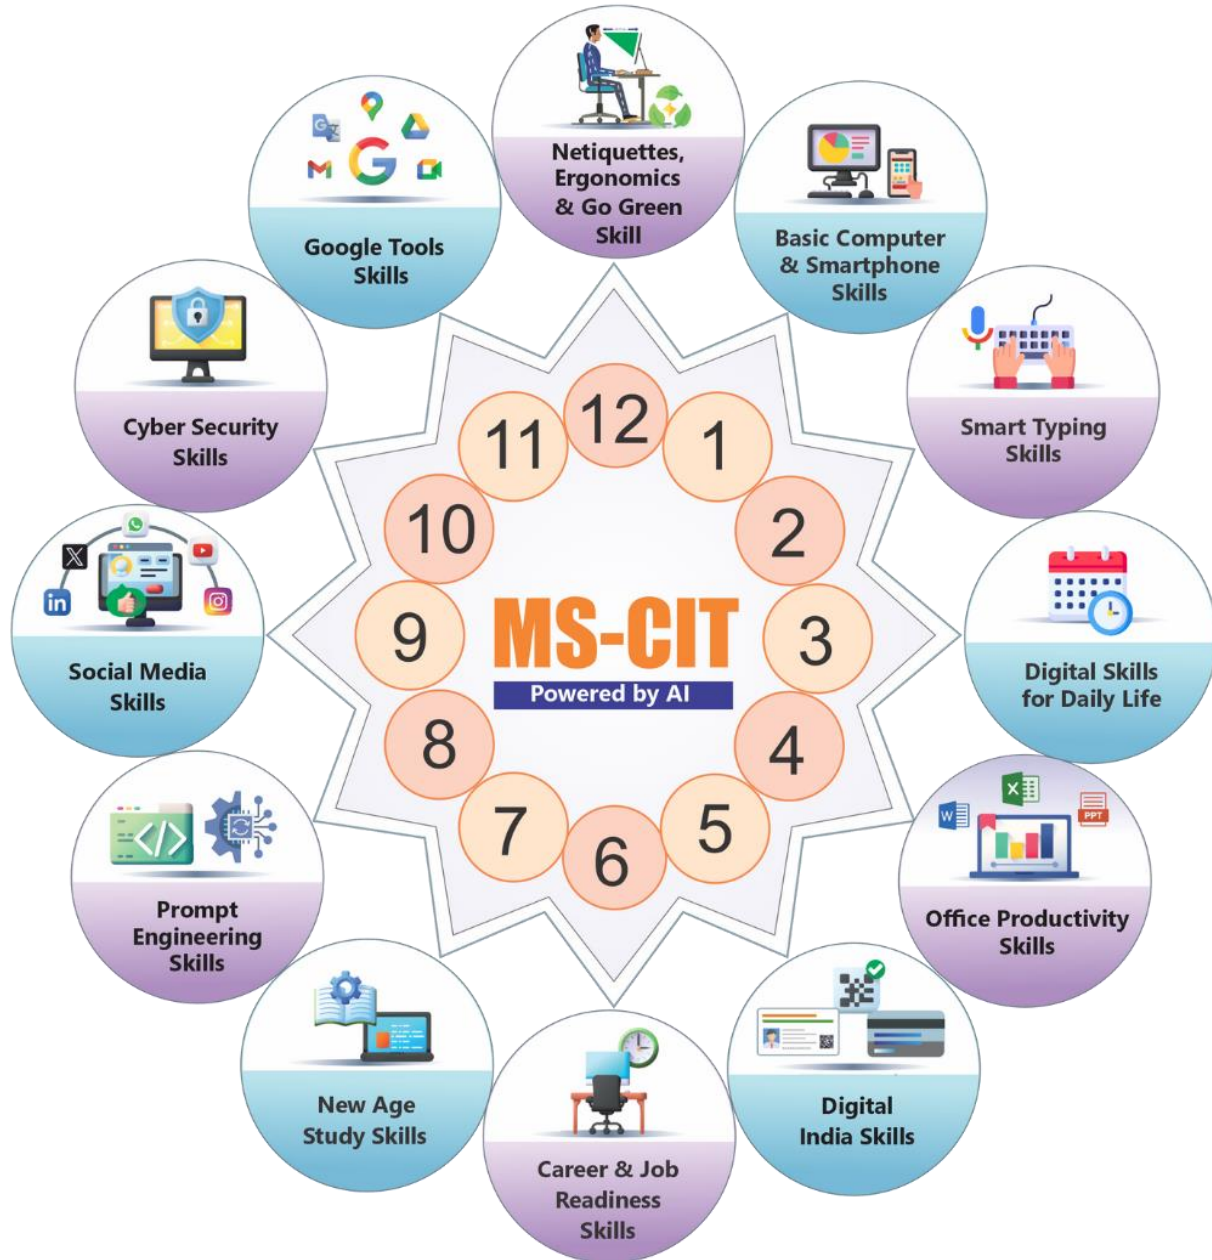 Netiquettes,
Ergonomics
& Go Green
Skill
Basic Computer
& Smartphone
Skills
Smart Typing
Skills
Digital Skills
for Daily Life
W
X
PPT
Office Productivity
Skills
Digital
India Skills
Career & Job
Readiness
Skills
New Age
Study Skills
Prompt
Engineering
Skills
Social Media
Skills
in
Cyber Security
Skills
Google Tools
Skills
12
1
2
3
4
5
6
7
8
9
10
11
MS-CIT
Powered by AI